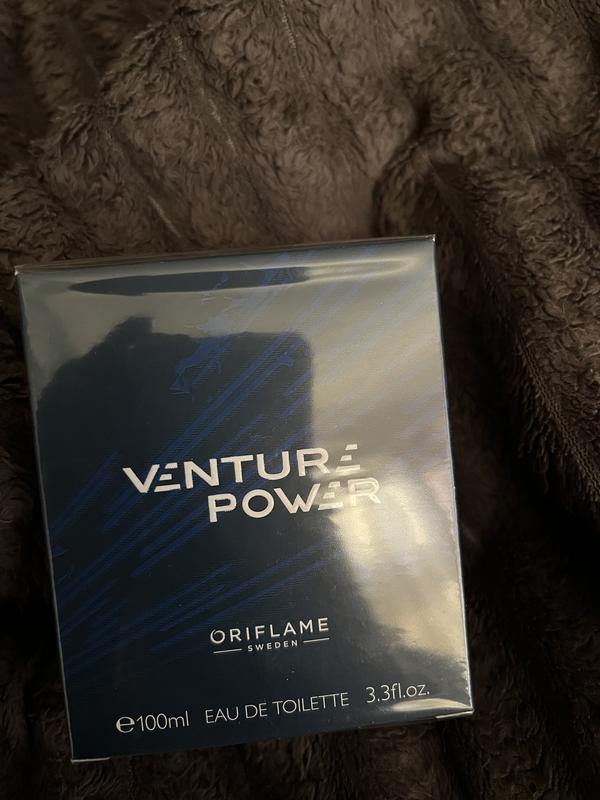 VENTURE
POWER
ORIFLAME
SWEDEN
℮100ml EAU DE TOILETTE 3.3fl.oz.